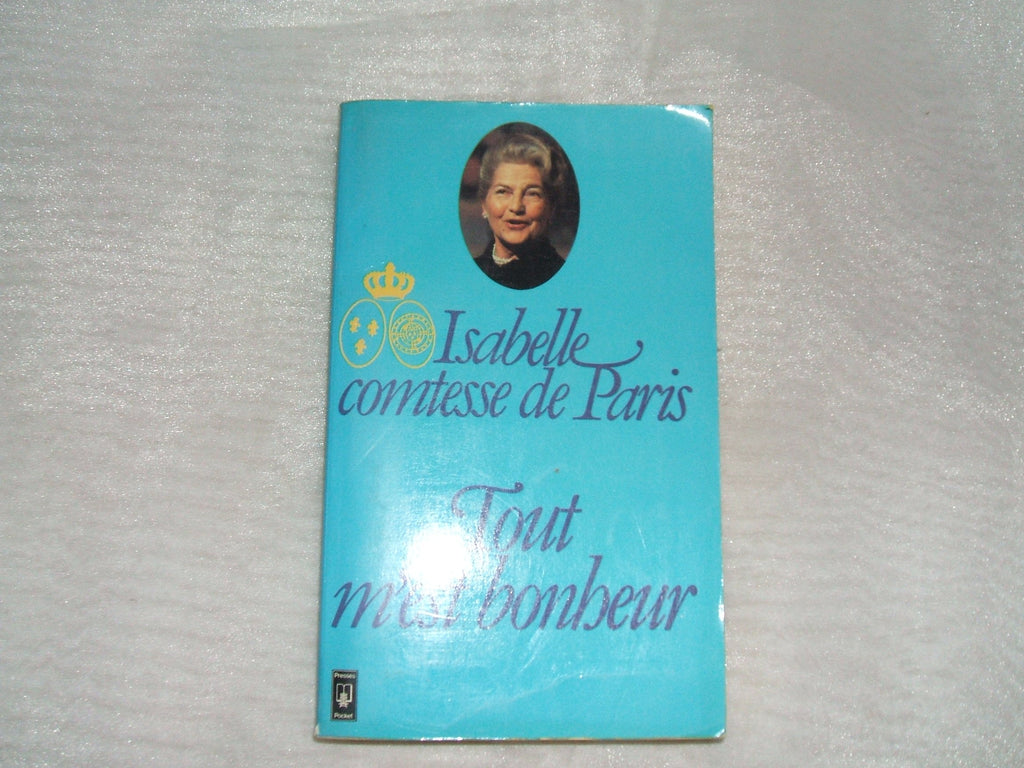 Isabelle
comtesse de Paris
Tout
m'est bonheur
Presses
Pocket